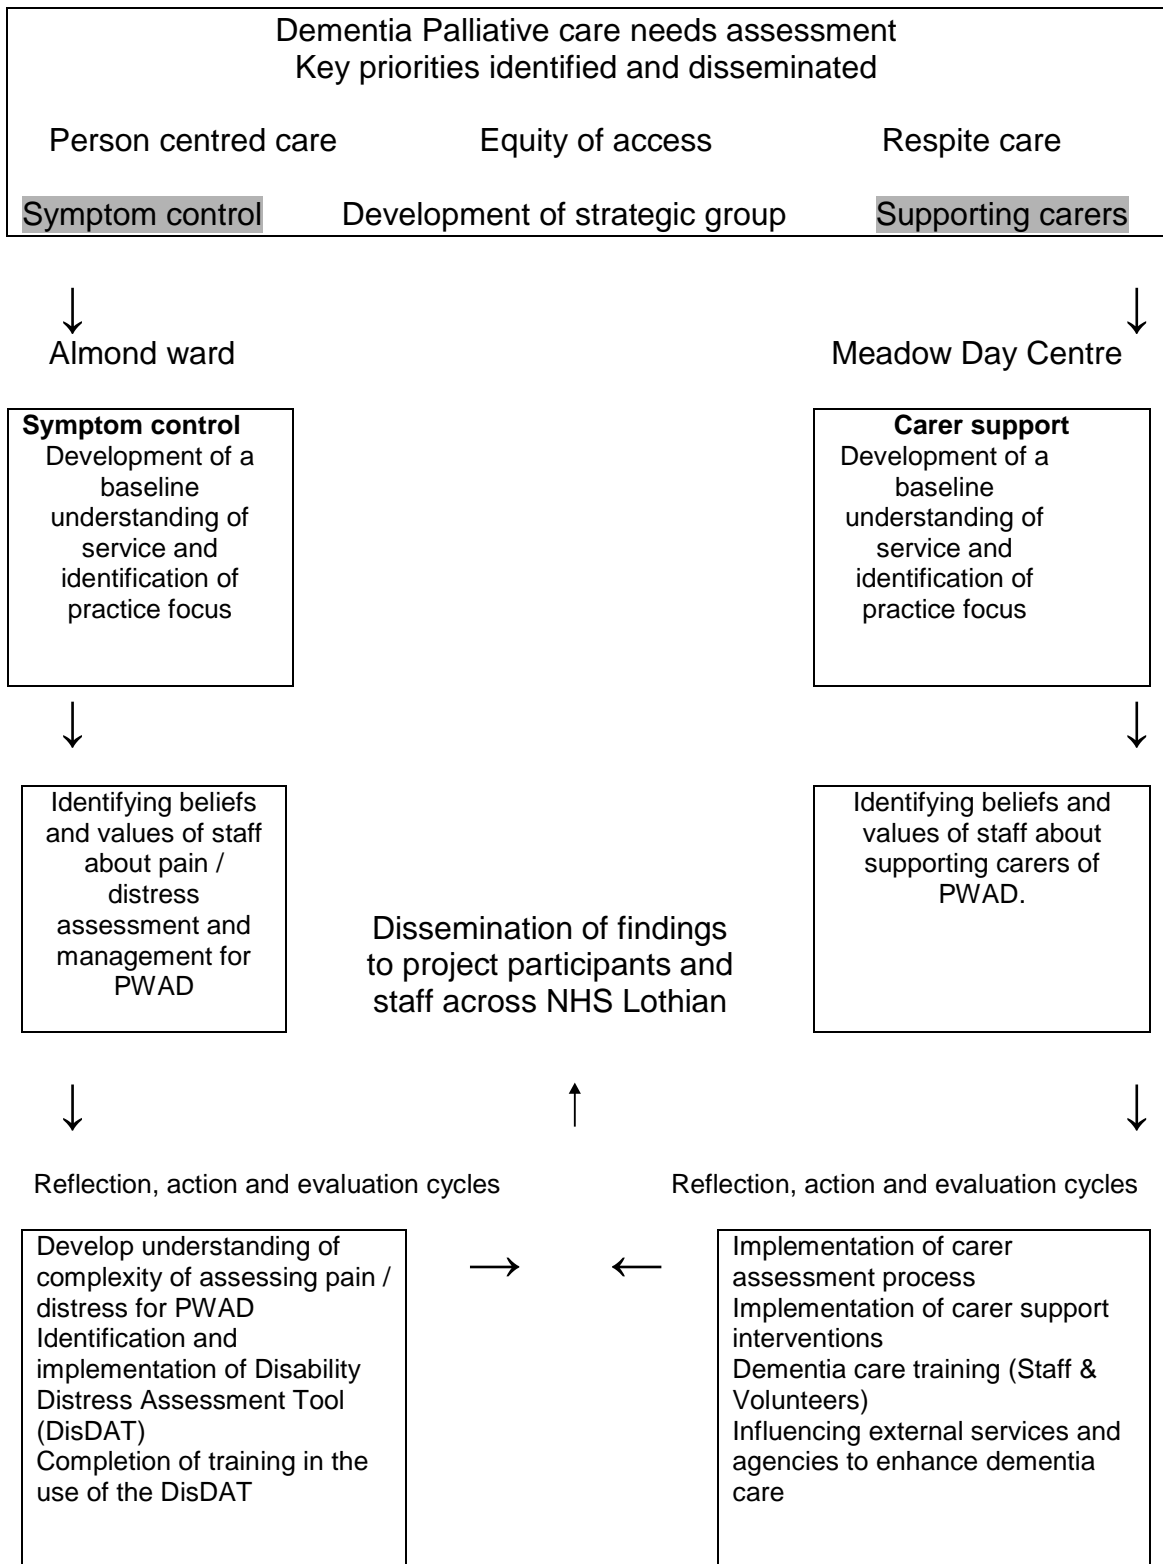 Dementia Palliative care needs assessment
Key priorities identified and disseminated
Person centred care Equity of access Respite care
Symptom control Development of strategic group Supporting carers
↓ ↓
Almond ward Meadow Day Centre
Symptom control
Development of a
baseline
understanding of
service and
identification of
practice focus
Carer support
Development of a
baseline
understanding of
service and
identification of
practice focus
↓ ↓
Identifying beliefs
and values of staff
about pain /
distress
assessment and
management for
PWAD
Dissemination of findings
to project participants and
staff across NHS Lothian
Identifying beliefs and
values of staff about
supporting carers of
PWAD.
↓ ↑ ↓
Reflection, action and evaluation cycles Reflection, action and evaluation cycles
Develop understanding of
complexity of assessing pain /
distress for PWAD
Identification and
implementation of Disability
Distress Assessment Tool
(DisDAT)
Completion of training in the
use of the DisDAT
→ ←
Implementation of carer
assessment process
Implementation of carer support
interventions
Dementia care training (Staff &
Volunteers)
Influencing external services and
agencies to enhance dementia
care